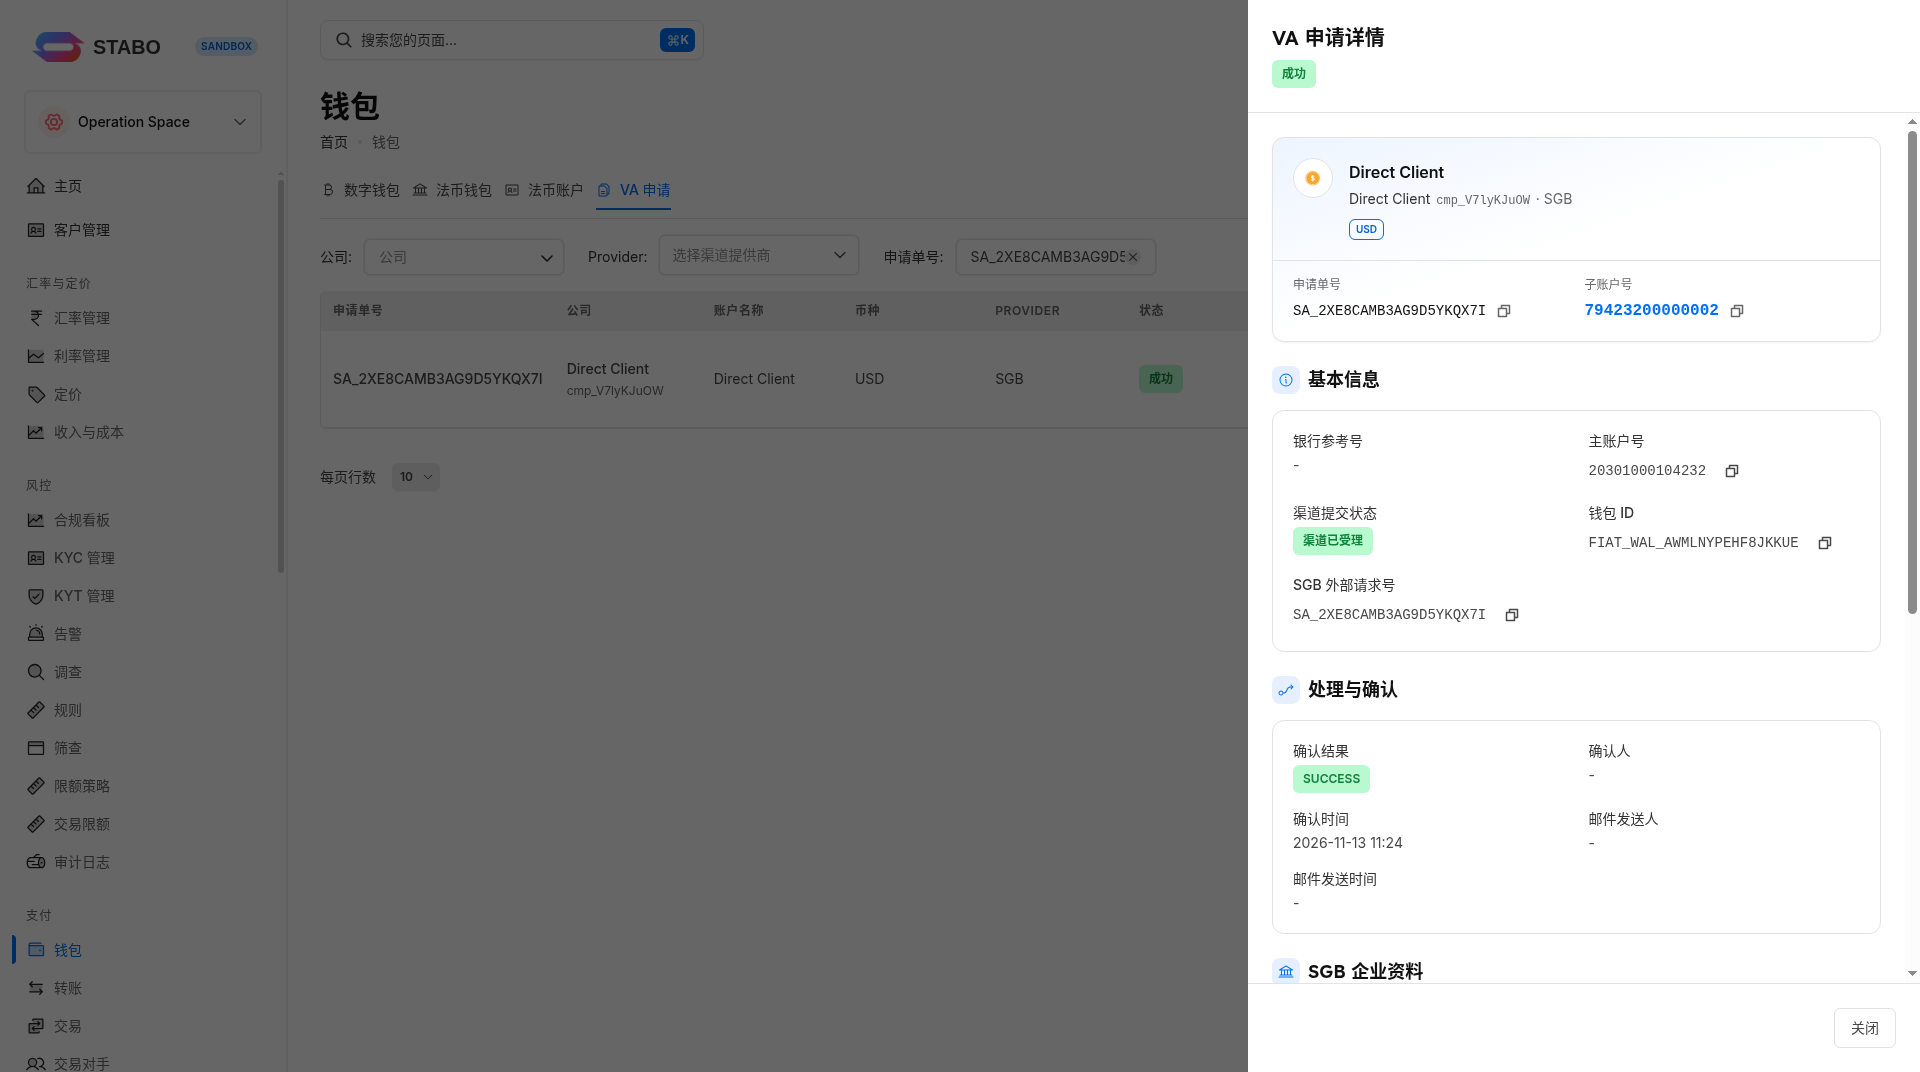 STABO
SANDBOX
Operation Space
主页
客户管理
汇率与定价
汇率管理
利率管理
定价
收入与成本
风控
合规看板
KYC 管理
KYT 管理
告警
调查
规则
筛查
限额策略
交易限额
审计日志
支付
钱包
转账
交易
交易对手
搜索您的页面...
⌘K
钱包
首页 • 钱包
数字钱包 法币钱包 法币账户 VA 申请
公司: 公司 Provider: 选择渠道提供商 申请单号: SA_2XE8CAMB3AG9D5
申请单号 公司 账户名称 币种 PROVIDER 状态
SA_2XE8CAMB3AG9D5YKQX7I Direct Client cmp_V7lyKJuOW Direct Client USD SGB 成功
每页行数 10
VA 申请详情
成功
Direct Client
Direct Client cmp_V7lyKJuOW · SGB
USD
申请单号 子账户号
SA_2XE8CAMB3AG9D5YKQX7I 79423200000002
基本信息
银行参考号 主账户号
- 20301000104232
渠道提交状态 钱包 ID
渠道已受理 FIAT_WAL_AWMLNYPEHF8JKKUE
SGB 外部请求号
SA_2XE8CAMB3AG9D5YKQX7I
处理与确认
确认结果 确认人
SUCCESS -
确认时间 邮件发送人
2026-11-13 11:24 -
邮件发送时间
-
SGB 企业资料
关闭